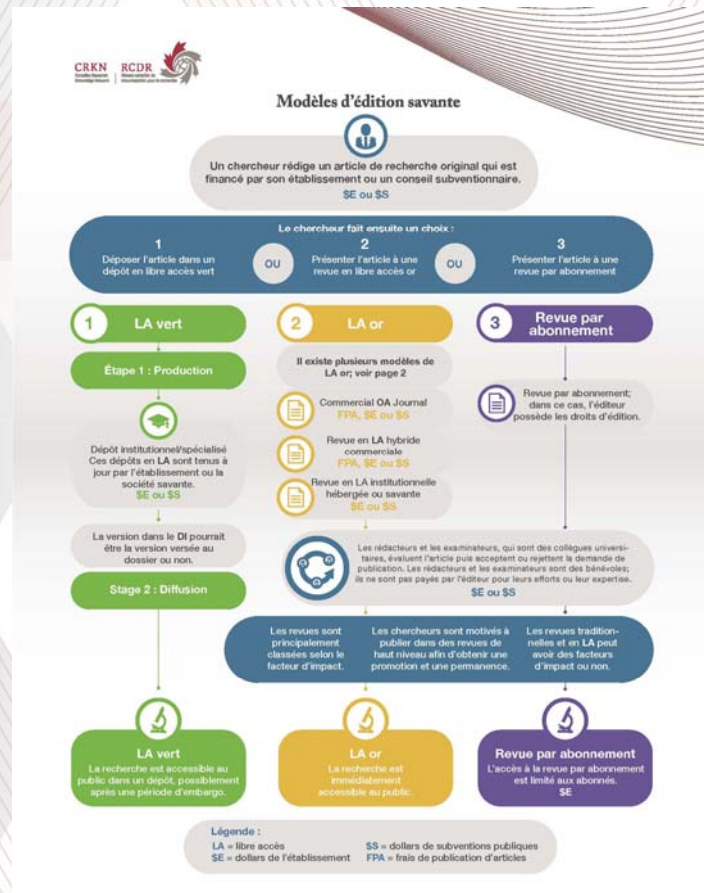 CRKN
RCDR
Modèles d'édition savante
Un chercheur rédige un article de recherche original qui est
financé par son établissement ou un conseil subventionnaire.
$E ou $S
Le chercheur fait ensuite un choix :
1
Déposer l'article dans un
dépôt en libre accès vert
OU
2
Présenter l'article à une
revue en libre accès or
OU
3
Présenter l'article à une
revue par abonnement
1 LA vert
Étape 1 : Production
Dépôt institutionnel/spécialisé
Ces dépôts en LA sont tenus à
jour par l'établissement ou la
société savante.
$E ou $S
La version dans le DI pourrait
être la version versée au
dossier ou non.
Stage 2 : Diffusion
2 LA or
Il existe plusieurs modèles de
LA or; voir page 2
Commercial OA Journal
FPA, $E ou $S
Revue en LA hybride
commerciale
FPA, $E ou $S
Revue en LA institutionnelle
hébergée ou savante
$E ou $S
3 Revue par
abonnement
Revue par abonnement;
dans ce cas, l'éditeur
possède les droits d'édition.
Les rédacteurs et les examinateurs, qui sont des collègues universi-
taires, évaluent l'article puis acceptent ou rejettent la demande de
publication. Les rédacteurs et les examinateurs sont des bénévoles;
ils ne sont pas payés par l'éditeur pour leurs efforts ou leur expertise.
$E ou $S
Les revues sont
principalement
classées selon le
facteur d'impact.
Les chercheurs sont motivés à
publier dans des revues de
haut niveau afin d'obtenir une
promotion et une permanence.
Les revues tradition-
nelles et en LA peut
avoir des facteurs
d'impact ou non.
LA vert
La recherche est accessible au
public dans un dépôt, possiblement
après une période d'embargo.
LA or
La recherche est
immédiatement
accessible au public.
Revue par abonnement
L'accès à la revue par abonnement
est limité aux abonnés.
$E
Légende :
LA = libre accès
$E = dollars de l'établissement
$S = dollars de subventions publiques
FPA = frais de publication d'articles